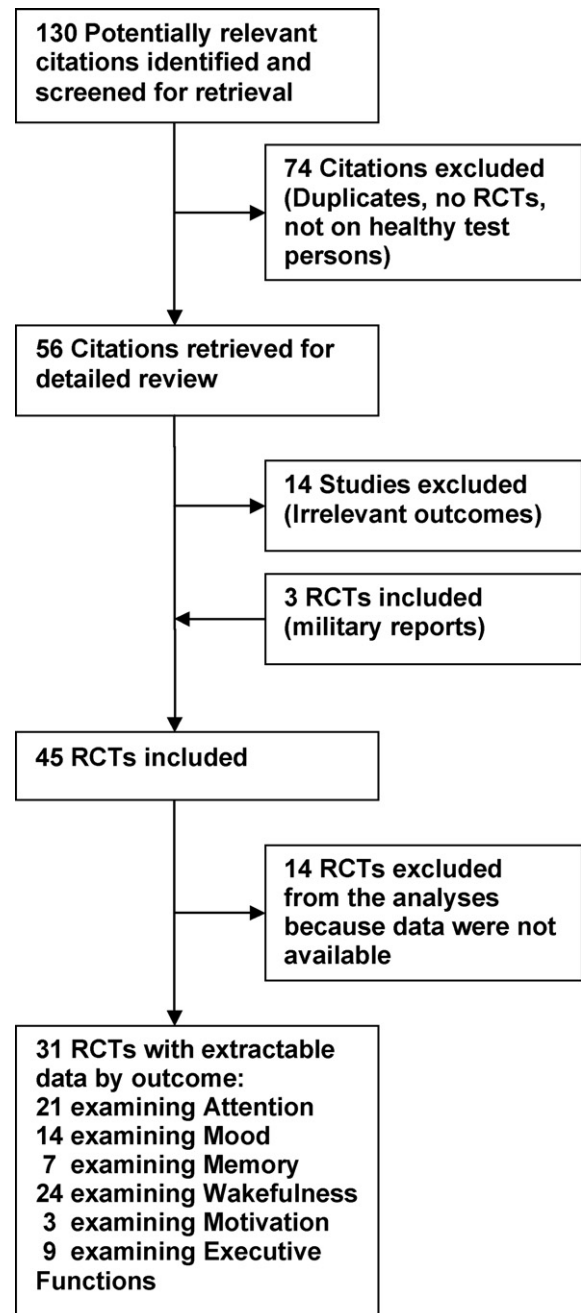 130 Potentially relevant
citations identified and
screened for retrieval
74 Citations excluded
(Duplicates, no RCTs,
not on healthy test
persons)
56 Citations retrieved for
detailed review
14 Studies excluded
(Irrelevant outcomes)
3 RCTs included
(military reports)
45 RCTs included
14 RCTs excluded
from the analyses
because data were not
available
31 RCTs with extractable
data by outcome:
21 examining Attention
14 examining Mood
7 examining Memory
24 examining Wakefulness
3 examining Motivation
9 examining Executive
Functions